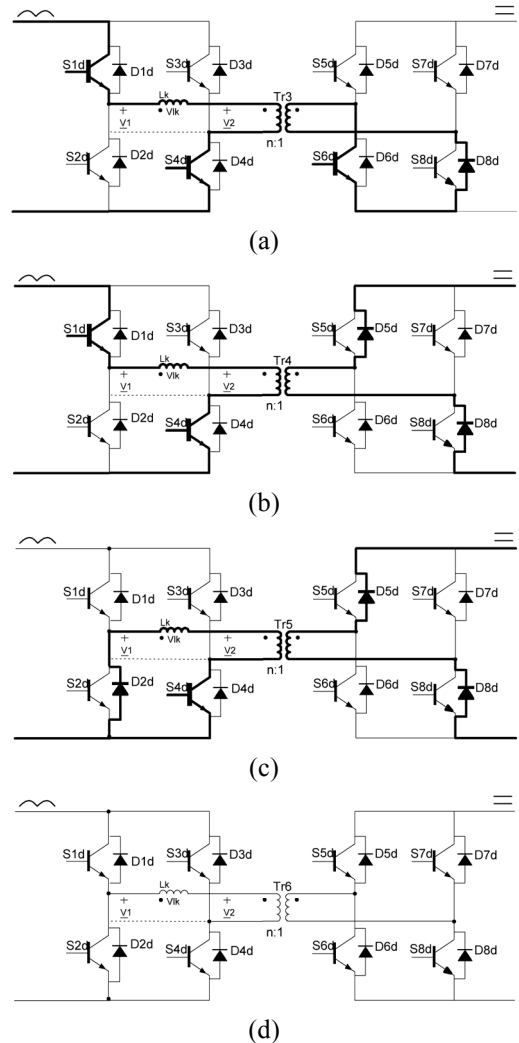 S1d D1d S3d D3d S5d D5d S7d D7d
Lk Tr3
+ VIk +
V1 V2
n:1
S2d D2d S4d D4d S6d D6d S8d D8d
(a)
S1d D1d S3d D3d S5d D5d S7d D7d
Lk Tr4
+ VIk +
V1 V2
n:1
S2d D2d S4d D4d S6d D6d S8d D8d
(b)
S1d D1d S3d D3d S5d D5d S7d D7d
Lk Tr5
+ VIk +
V1 V2
n:1
S2d D2d S4d D4d S6d D6d S8d D8d
(c)
S1d D1d S3d D3d S5d D5d S7d D7d
Lk Tr6
+ VIk +
V1 V2
n:1
S2d D2d S4d D4d S6d D6d S8d D8d
(d)